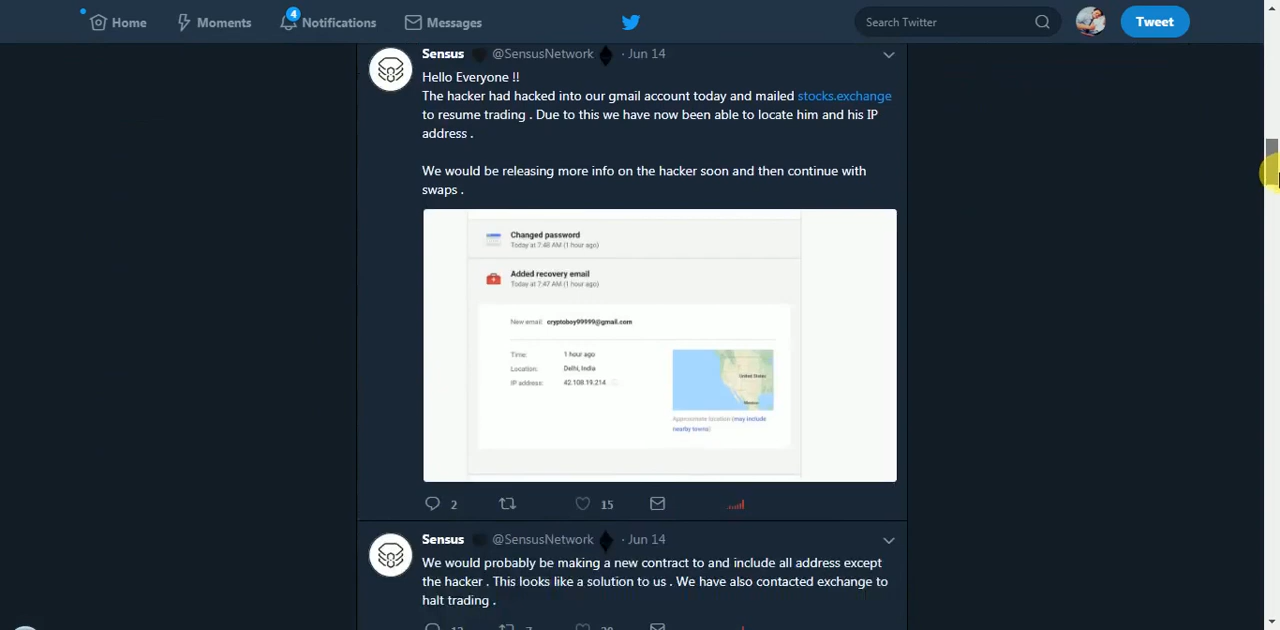 Home Moments 4 Notifications Messages Search Twitter Tweet
Sensus @SensusNetwork · Jun 14
Hello Everyone !!
The hacker had hacked into our gmail account today and mailed stocks.exchange
to resume trading . Due to this we have now been able to locate him and his IP
address .
We would be releasing more info on the hacker soon and then continue with
swaps .
Changed password
Today at 7:48 AM (1 hour ago)
Added recovery email
Today at 7:47 AM (1 hour ago)
New email: cryptoboy99999@gmail.com
Time: 1 hour ago
Location: Delhi, India
IP address: 42.108.19.214
United States
Mexico
Approximate location (may include
nearby towns)
2 15
Sensus @SensusNetwork · Jun 14
We would probably be making a new contract to and include all address except
the hacker . This looks like a solution to us . We have also contacted exchange to
halt trading .